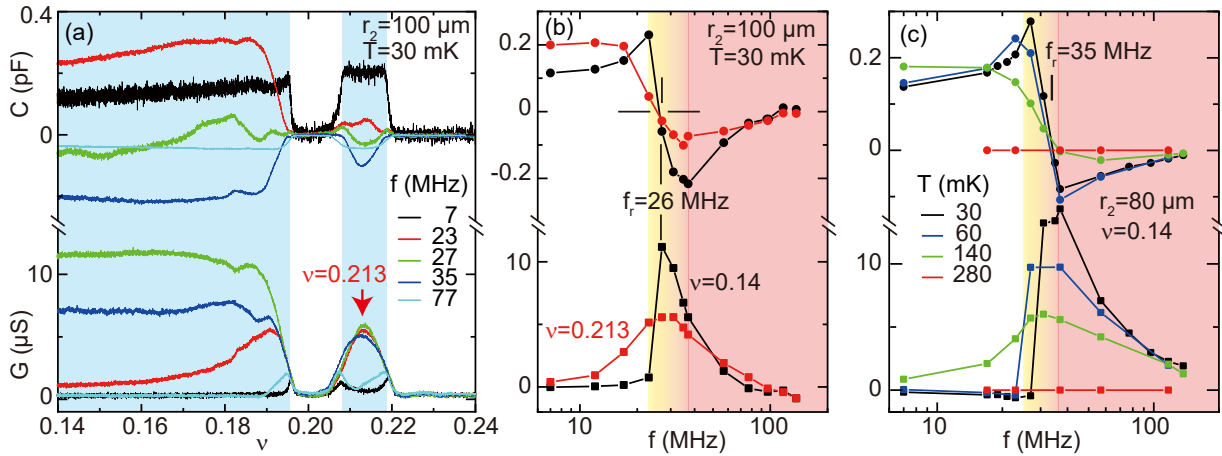 (a)
r₂=100 µm
T=30 mK
C (pF)
0.2
0
f (MHz)
7
23
27
35
77
ν=0.213
10
0
G (µS)
0.14 0.16 0.18 0.20 0.22 0.24
ν
(b)
r₂=100 µm
T=30 mK
0.2
0
-0.2
fᵣ=26 MHz
ν=0.14
ν=0.213
10
0
10 100
f (MHz)
(c)
0.2
fᵣ=35 MHz
0
T (mK)
30
60
140
280
r₂=80 µm
ν=0.14
10
0
10 100
f (MHz)